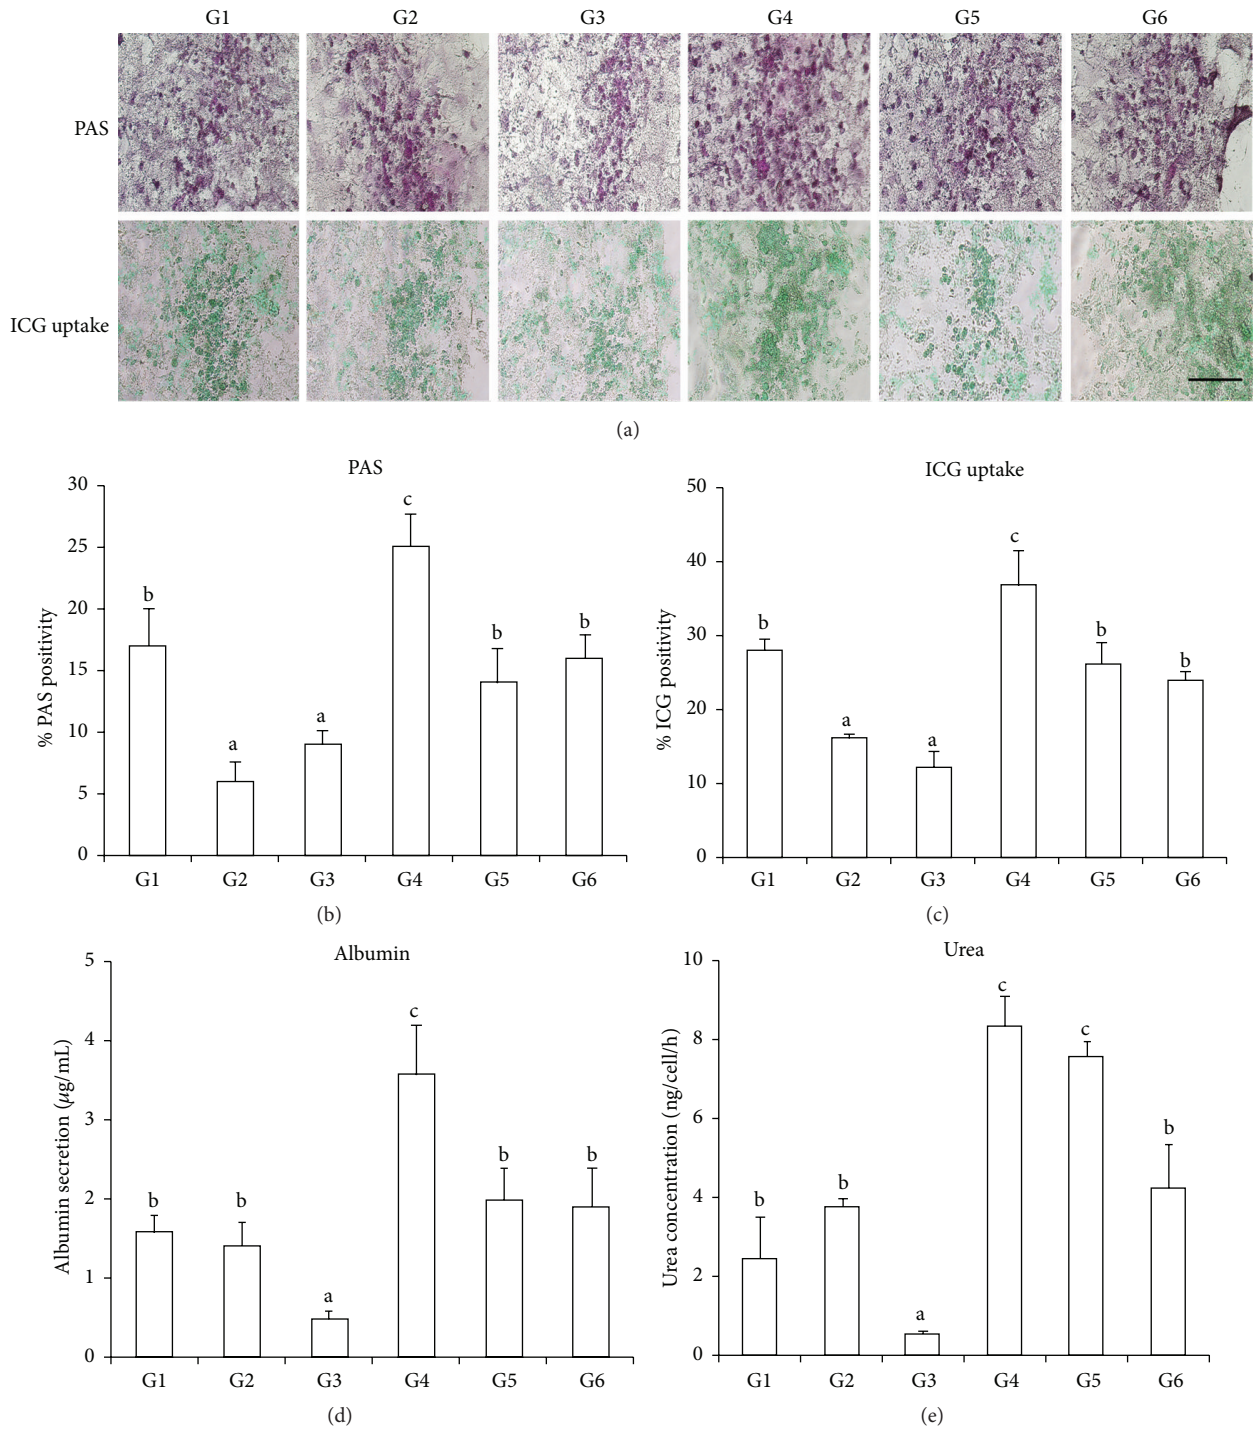 G1 G2 G3 G4 G5 G6
PAS
ICG uptake
(a)
PAS
30
25
20
15
10
5
0
% PAS positivity
b a a c b b
G1 G2 G3 G4 G5 G6
(b)
ICG uptake
50
40
30
20
10
0
% ICG positivity
b a a c b b
G1 G2 G3 G4 G5 G6
(c)
Albumin
5
4
3
2
1
0
Albumin secretion (μg/mL)
b b a c b b
G1 G2 G3 G4 G5 G6
(d)
Urea
10
8
6
4
2
0
Urea concentration (ng/cell/h)
b b a c c b
G1 G2 G3 G4 G5 G6
(e)